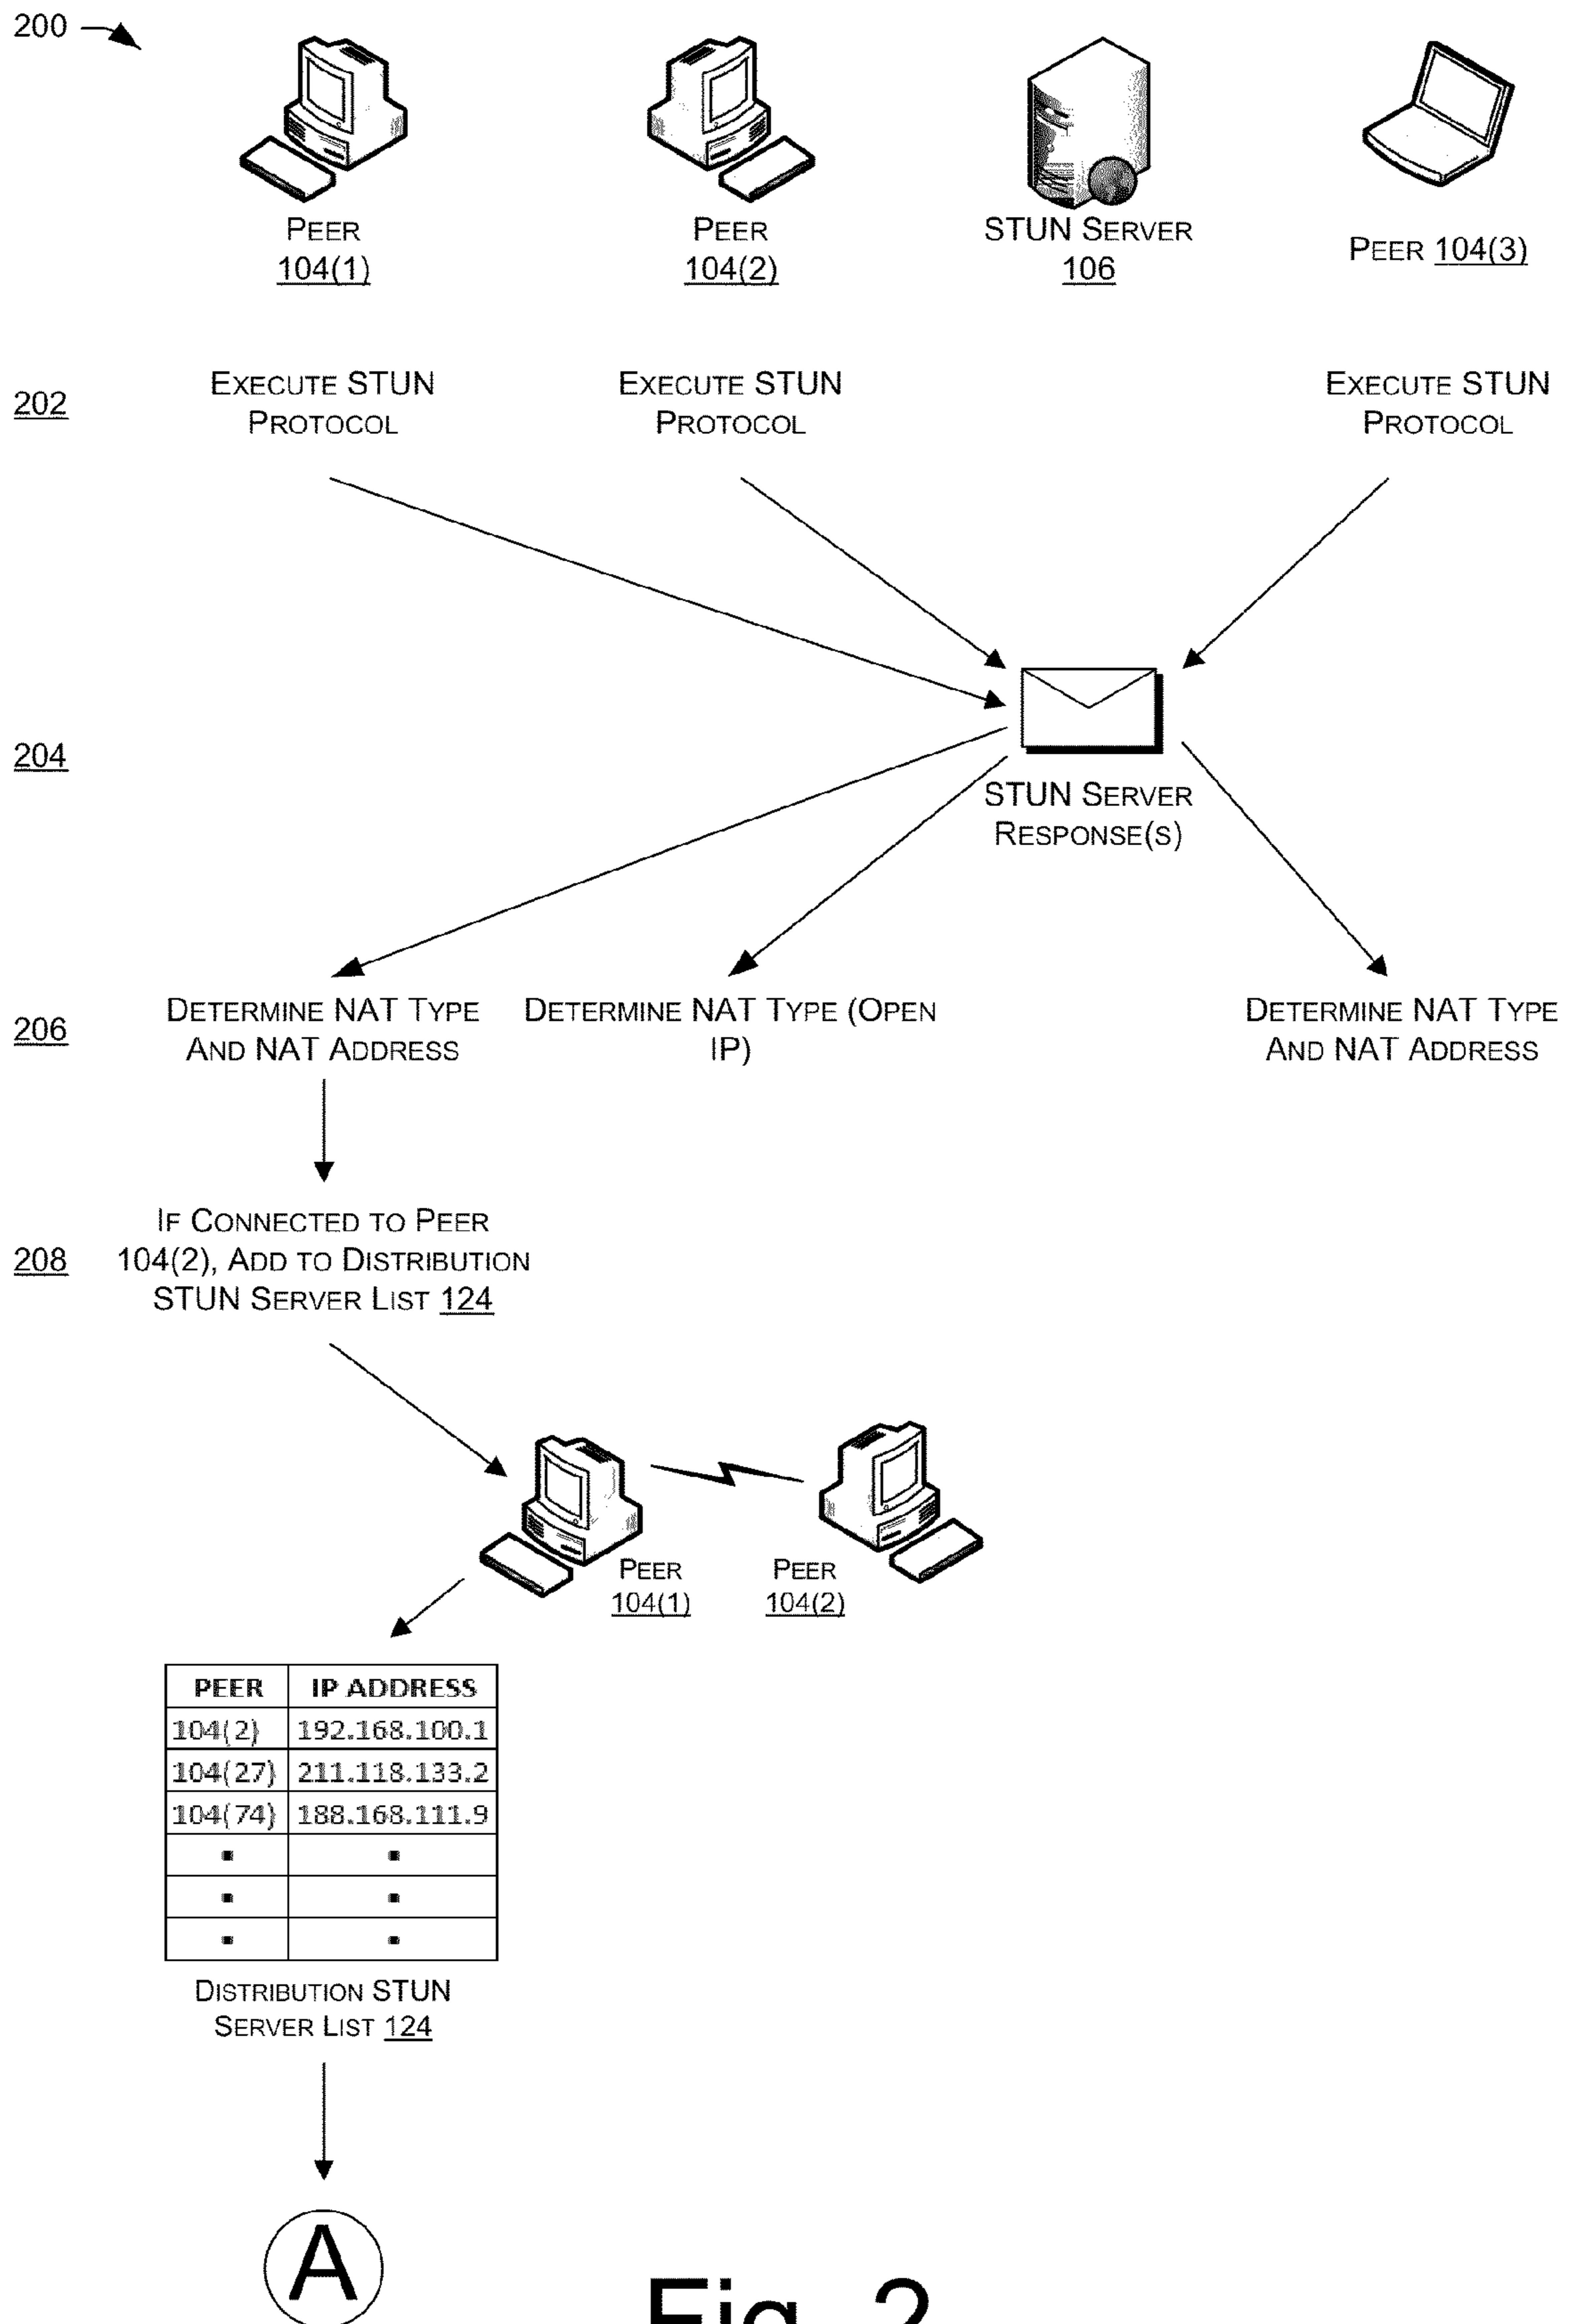 200
PEER
104(1)
PEER
104(2)
STUN SERVER
106
PEER 104(3)
202
EXECUTE STUN
PROTOCOL
EXECUTE STUN
PROTOCOL
EXECUTE STUN
PROTOCOL
204
STUN SERVER
RESPONSE(S)
206
DETERMINE NAT TYPE
AND NAT ADDRESS
DETERMINE NAT TYPE (OPEN
IP)
DETERMINE NAT TYPE
AND NAT ADDRESS
208
IF CONNECTED TO PEER
104(2), ADD TO DISTRIBUTION
STUN SERVER LIST 124
PEER
104(1)
PEER
104(2)
PEER IP ADDRESS
104(2) 192.168.100.1
104(27) 211.118.133.2
104(74) 188.168.111.9
DISTRIBUTION STUN
SERVER LIST 124
A
Fig. 2